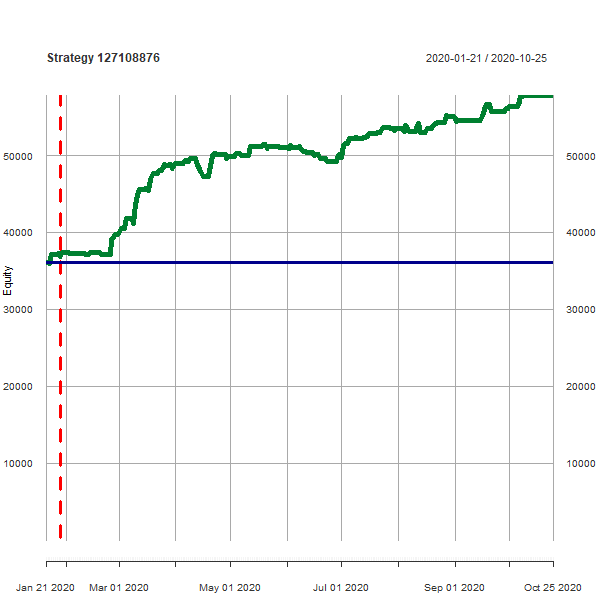 Strategy 127108876
2020-01-21 / 2020-10-25
Equity
50000
50000
40000
40000
30000
30000
20000
20000
10000
10000
Jan 21 2020
Mar 01 2020
May 01 2020
Jul 01 2020
Sep 01 2020
Oct 25 2020